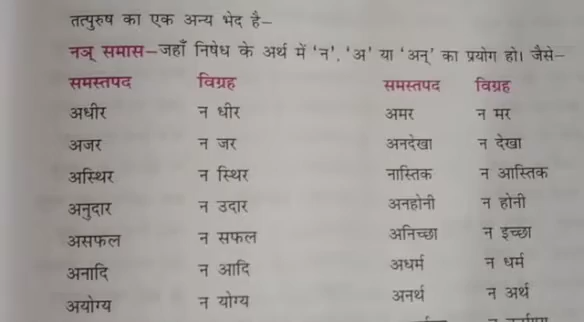 तत्पुरुष का एक अन्य भेद है–
नञ् समास–जहाँ निषेध के अर्थ में ‘न’, ‘अ’ या ‘अन्’ का प्रयोग हो। जैसे–
समस्तपद विग्रह समस्तपद विग्रह
अधीर न धीर अमर न मर
अजर न जर अनदेखा न देखा
अस्थिर न स्थिर नास्तिक न आस्तिक
अनुदार न उदार अनहोनी न होनी
असफल न सफल अनिच्छा न इच्छा
अनादि न आदि अधर्म न धर्म
अयोग्य न योग्य अनर्थ न अर्थ